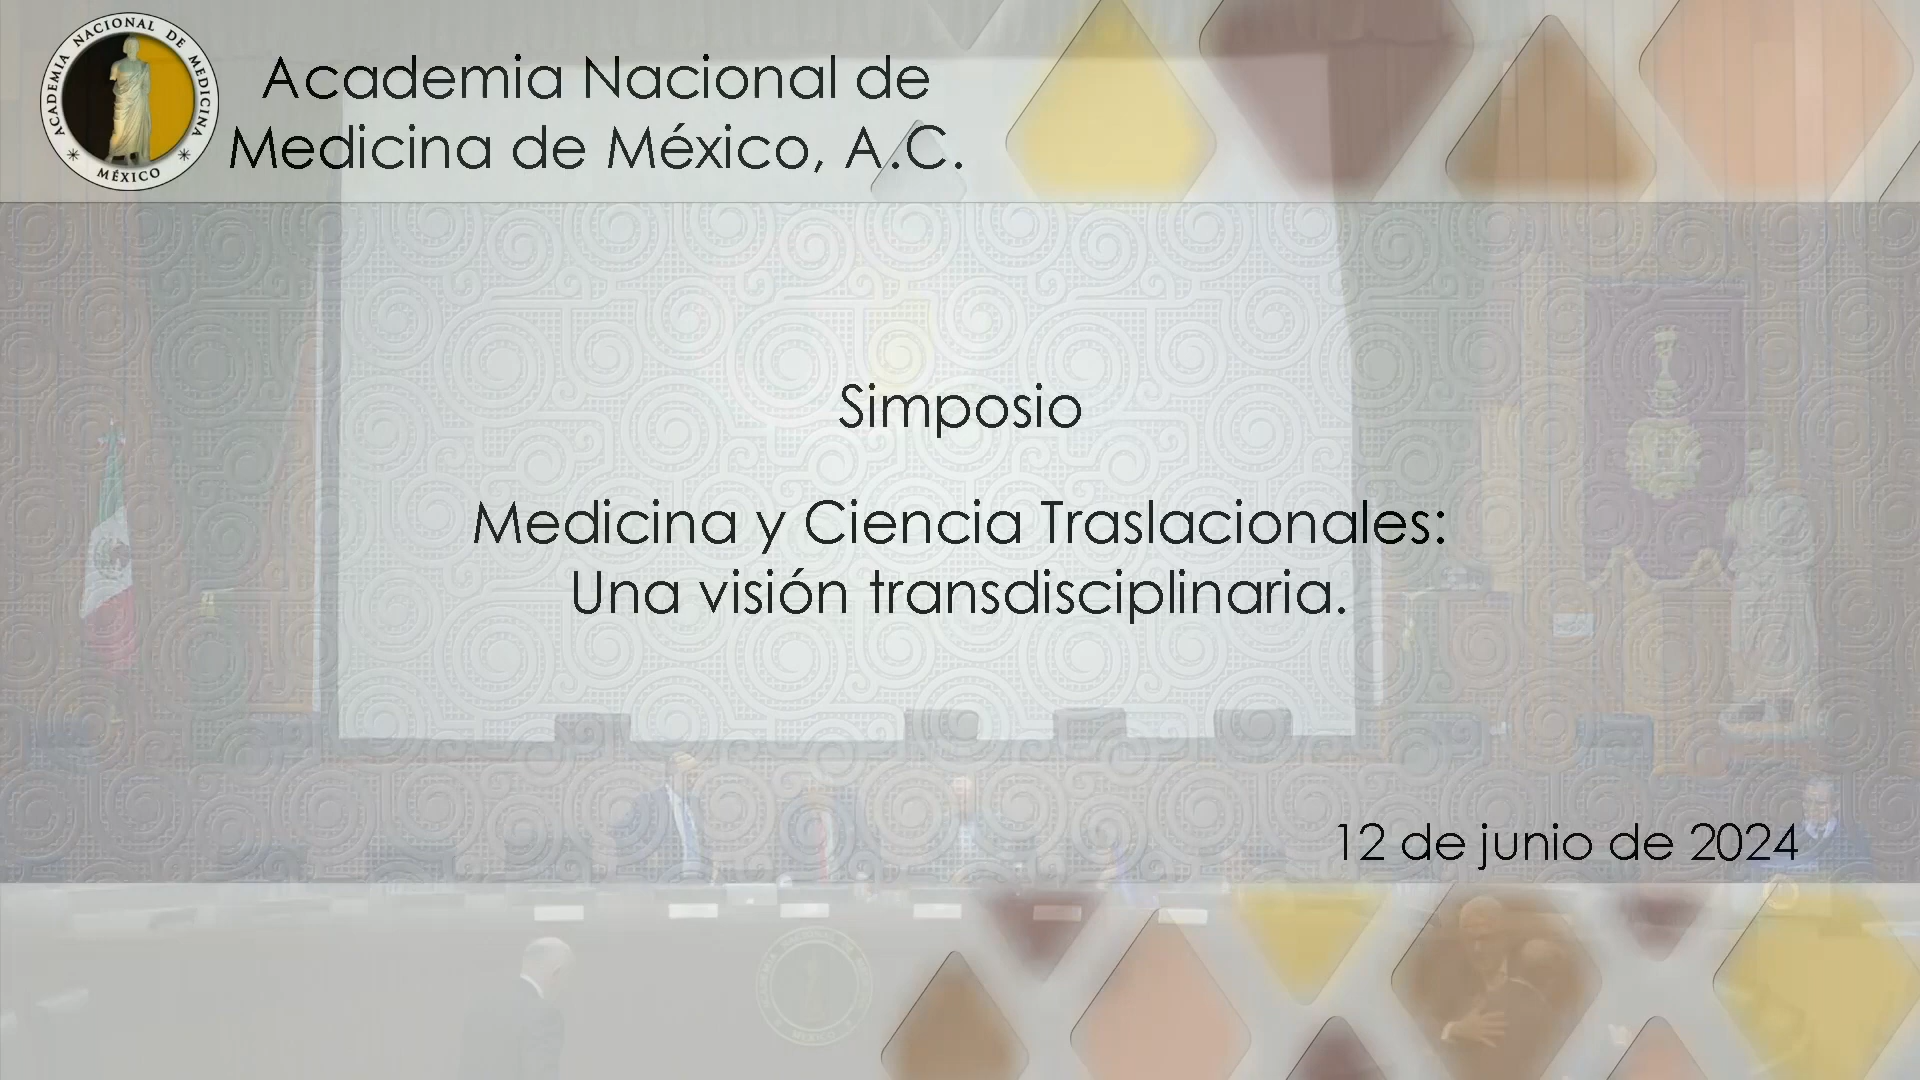 ACADEMIA NACIONAL DE MEDICINA
MÉXICO
Academia Nacional de
Medicina de México, A.C.
Simposio
Medicina y Ciencia Traslacionales:
Una visión transdisciplinaria.
12 de junio de 2024